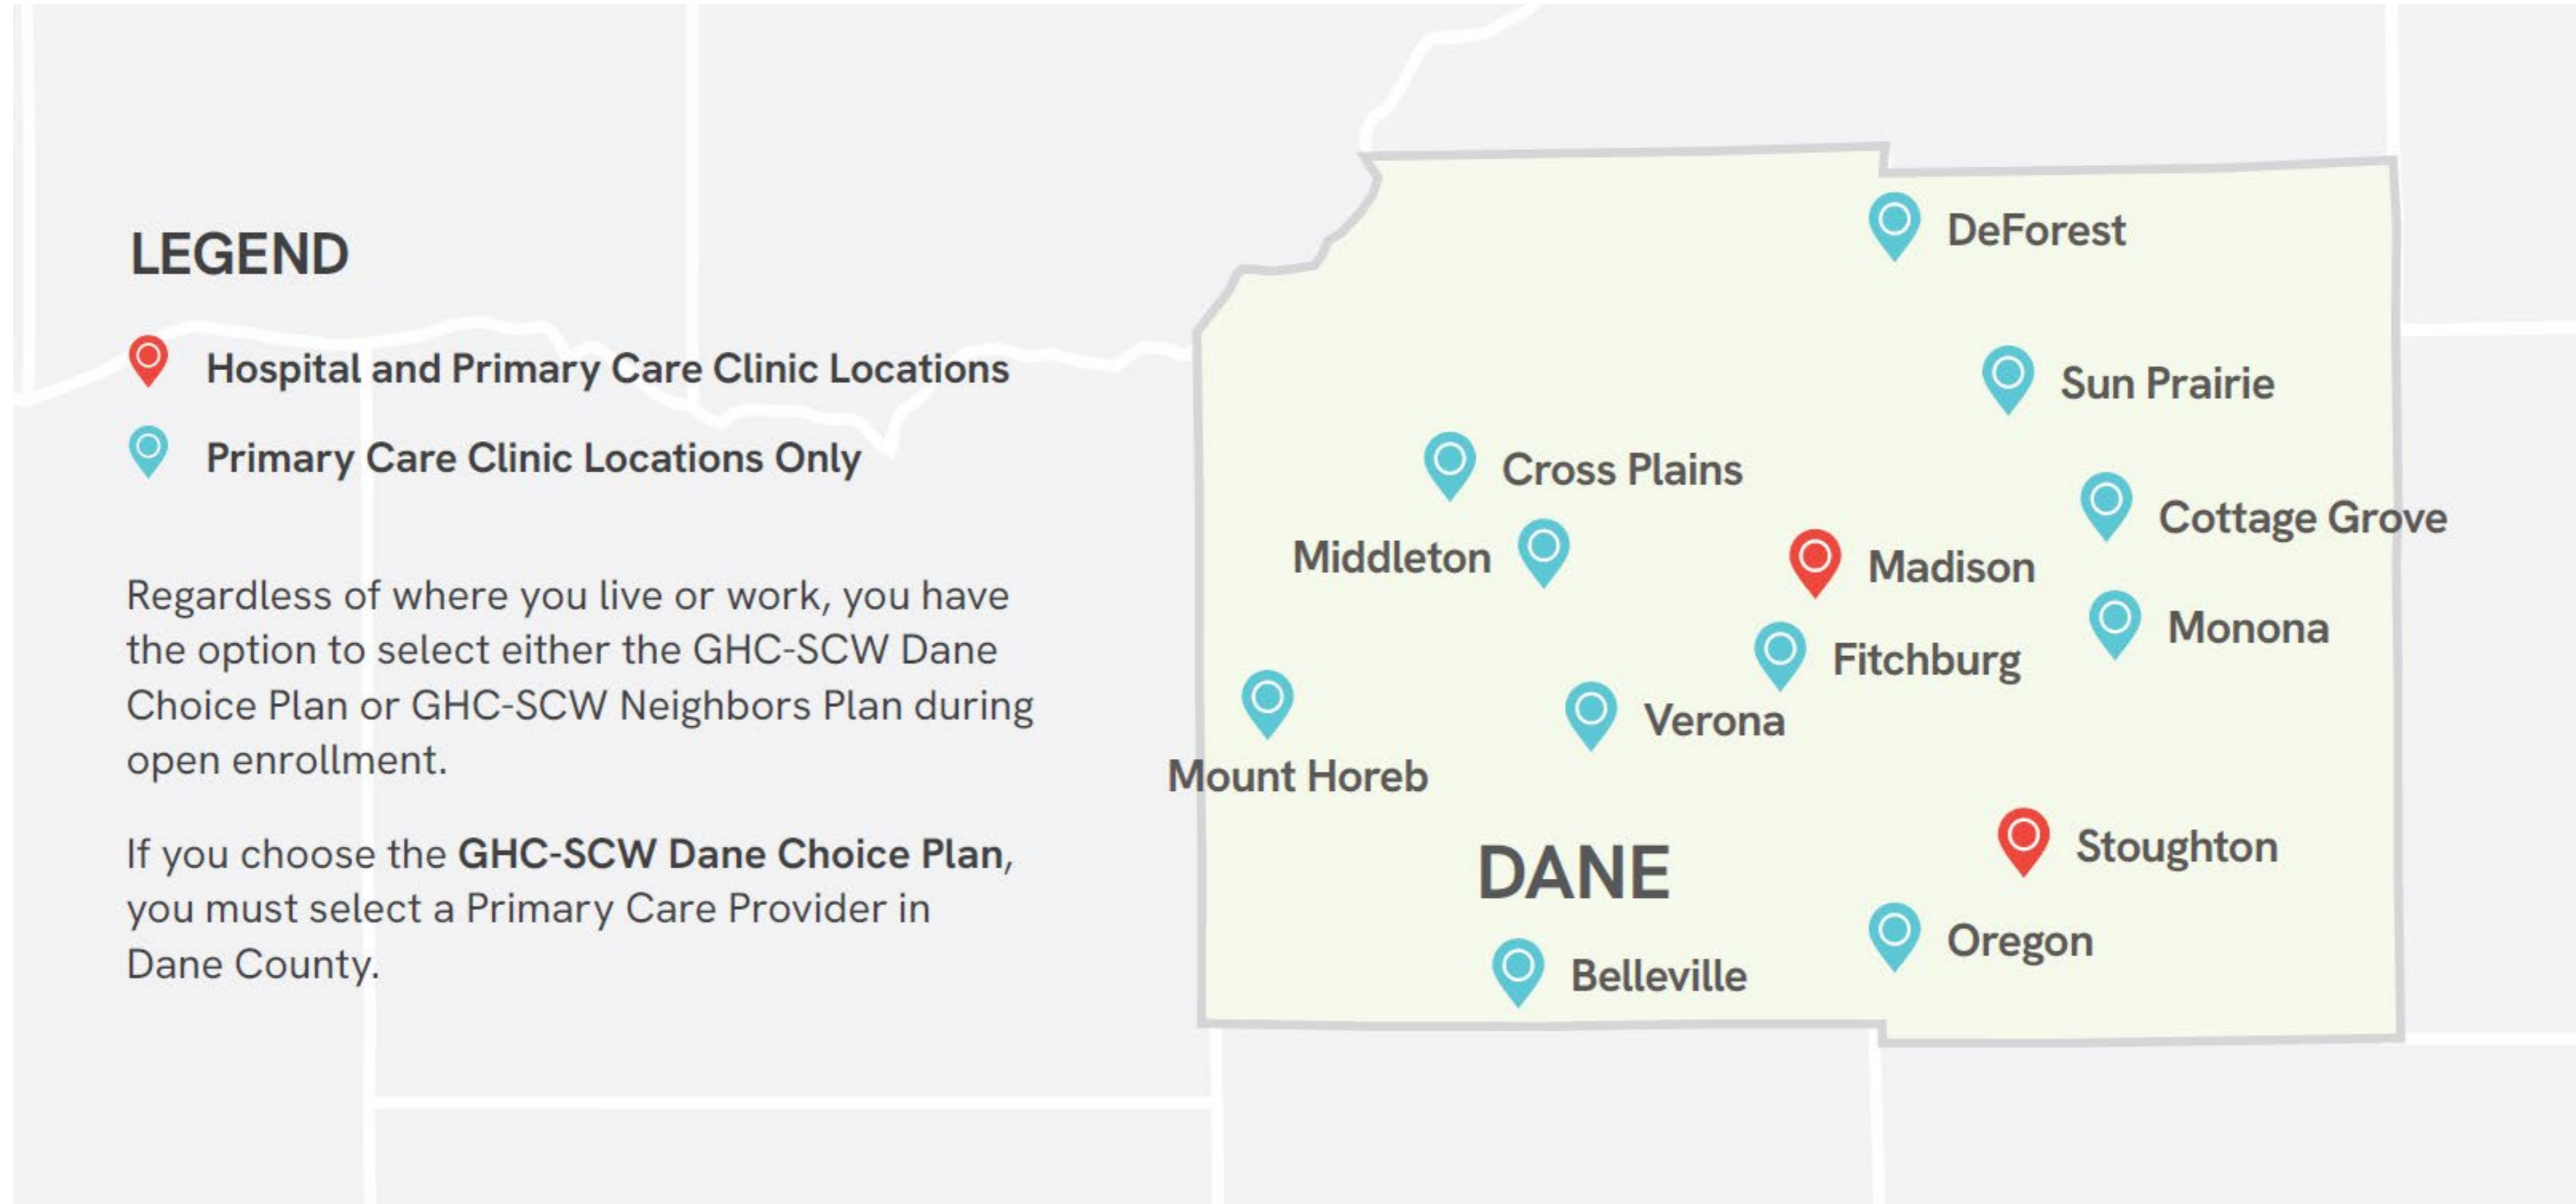 LEGEND
Hospital and Primary Care Clinic Locations
Primary Care Clinic Locations Only
Regardless of where you live or work, you have
the option to select either the GHC-SCW Dane
Choice Plan or GHC-SCW Neighbors Plan during
open enrollment.
If you choose the GHC-SCW Dane Choice Plan,
you must select a Primary Care Provider in
Dane County.
DeForest
Sun Prairie
Cross Plains
Cottage Grove
Middleton
Madison
Monona
Fitchburg
Verona
Mount Horeb
Stoughton
DANE
Oregon
Belleville